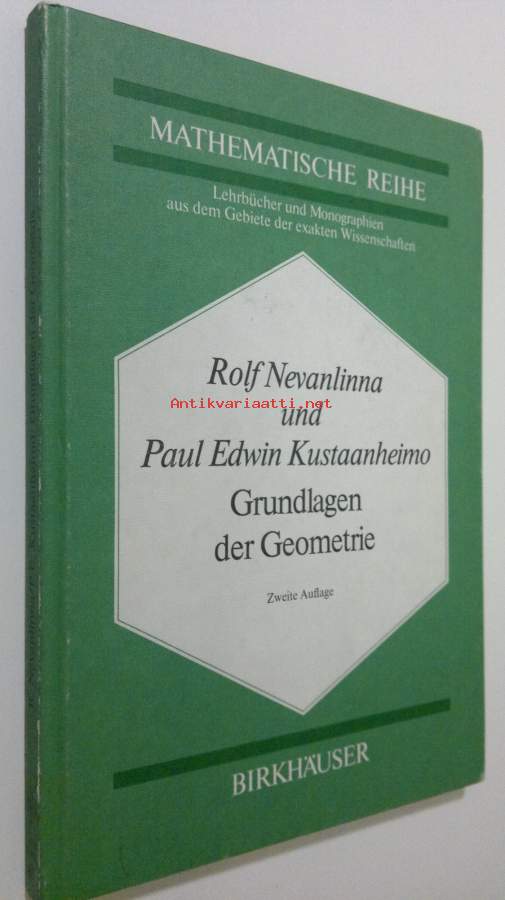 MATHEMATISCHE REIHE
Lehrbücher und Monographien
aus dem Gebiete der exakten Wissenschaften
Rolf Nevanlinna
Antikvariaatti.net
und
Paul Edwin Kustaanheimo
Grundlagen
der Geometrie
Zweite Auflage
BIRKHÄUSER